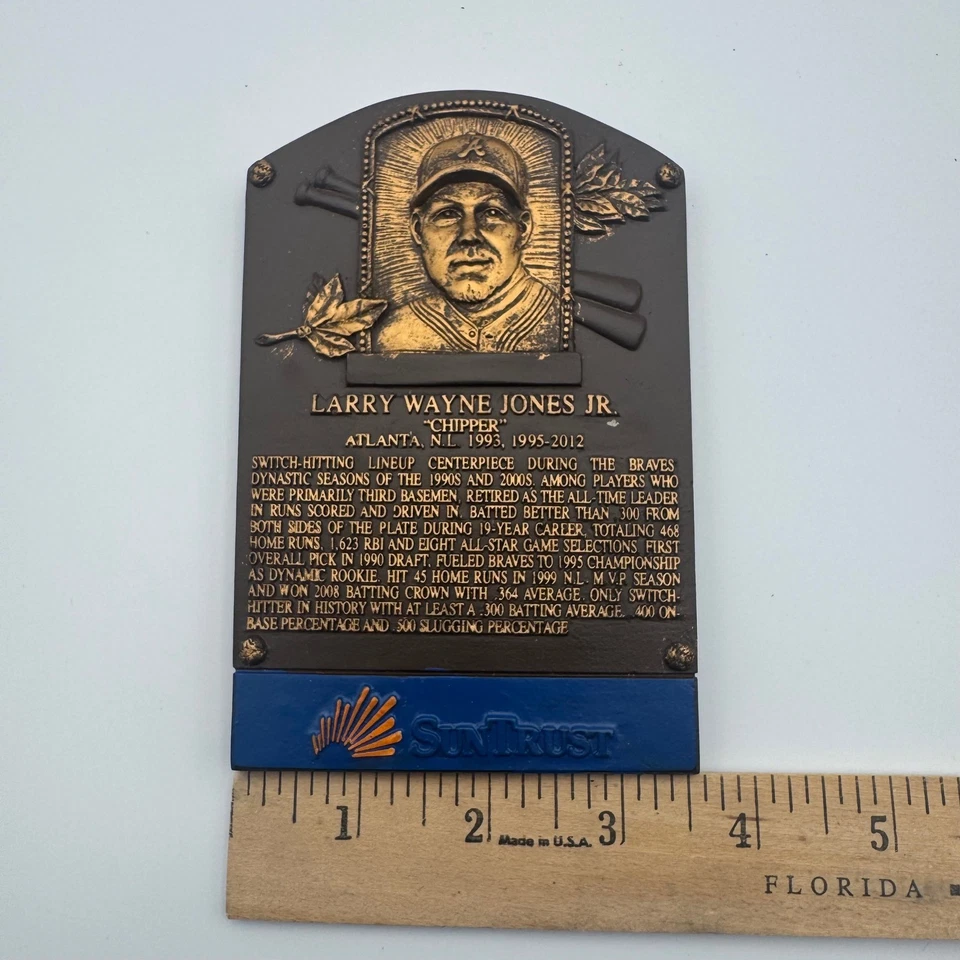 A
LARRY WAYNE JONES JR.
"CHIPPER"
ATLANTA, N.L. 1993, 1995-2012
SWITCH-HITTING LINEUP CENTERPIECE DURING THE BRAVES
DYNASTIC SEASONS OF THE 1990S AND 2000S. AMONG PLAYERS WHO
WERE PRIMARILY THIRD BASEMEN, RETIRED AS THE ALL-TIME LEADER
IN RUNS SCORED AND DRIVEN IN. BATTED BETTER THAN .300 FROM
BOTH SIDES OF THE PLATE DURING 19-YEAR CAREER, TOTALING 468
HOME RUNS, 1,623 RBI AND EIGHT ALL-STAR GAME SELECTIONS. FIRST
OVERALL PICK IN 1990 DRAFT, FUELED BRAVES TO 1995 CHAMPIONSHIP
AS DYNAMIC ROOKIE. HIT 45 HOME RUNS IN 1999 N.L. M.V.P. SEASON
AND WON 2008 BATTING CROWN WITH .364 AVERAGE. ONLY SWITCH-
HITTER IN HISTORY WITH AT LEAST A .300 BATTING AVERAGE, .400 ON-
BASE PERCENTAGE AND .500 SLUGGING PERCENTAGE
SUNTRUST
1 2 3 4 5
Made in U.S.A.
FLORIDA